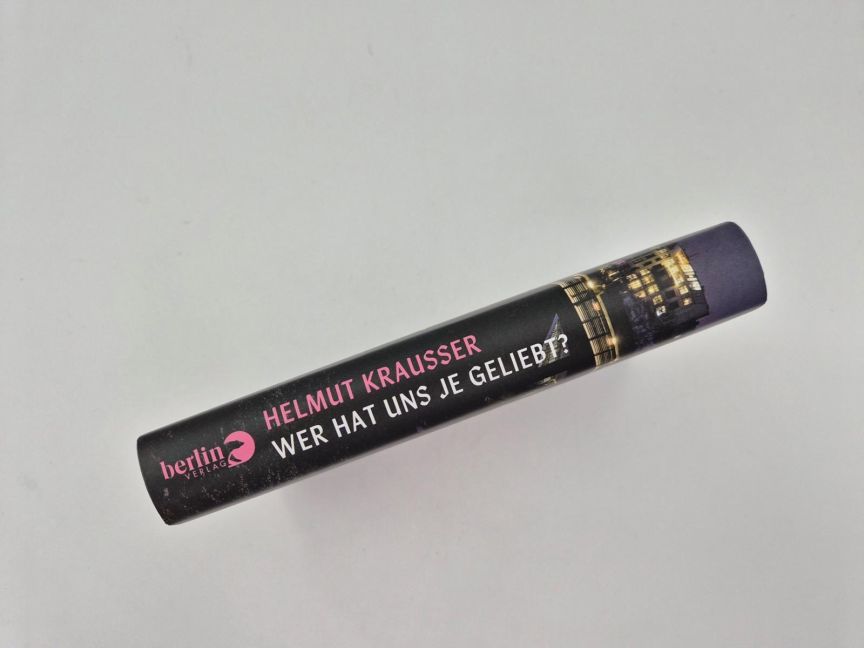 HELMUT KRAUSSER
WER HAT UNS JE GELIEBT?
berlin
VERLAG